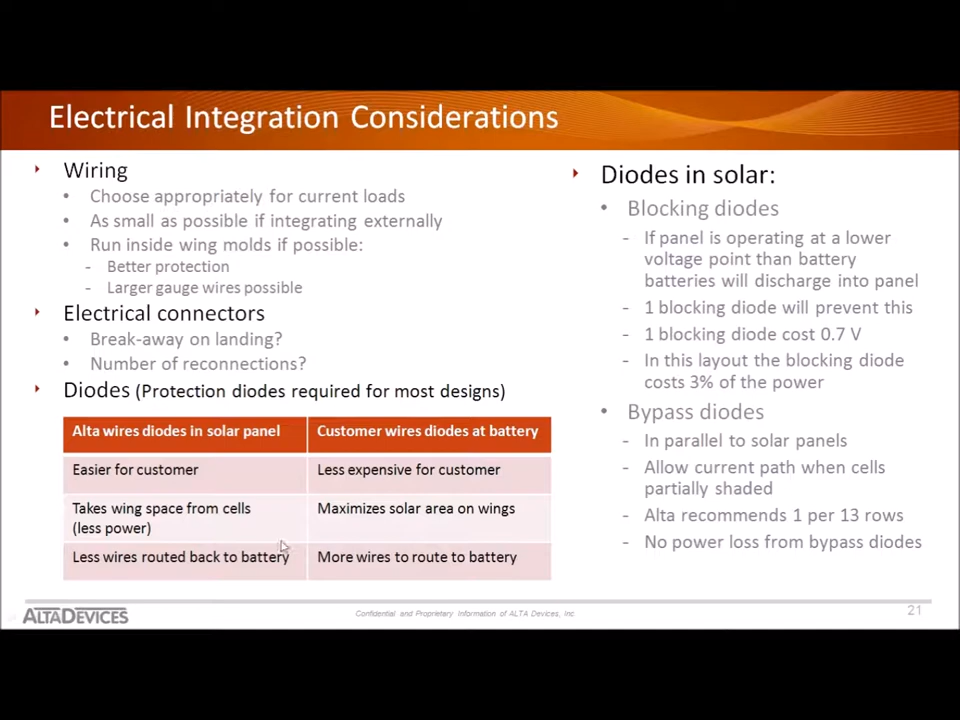 Electrical Integration Considerations
Wiring
• Choose appropriately for current loads
• As small as possible if integrating externally
• Run inside wing molds if possible:
- Better protection
- Larger gauge wires possible
Electrical connectors
• Break-away on landing?
• Number of reconnections?
Diodes (Protection diodes required for most designs)
Alta wires diodes in solar panel
Customer wires diodes at battery
Easier for customer
Less expensive for customer
Takes wing space from cells
(less power)
Maximizes solar area on wings
Less wires routed back to battery
More wires to route to battery
Diodes in solar:
• Blocking diodes
- If panel is operating at a lower
voltage point than battery
batteries will discharge into panel
- 1 blocking diode will prevent this
- 1 blocking diode cost 0.7 V
- In this layout the blocking diode
costs 3% of the power
• Bypass diodes
- In parallel to solar panels
- Allow current path when cells
partially shaded
- Alta recommends 1 per 13 rows
- No power loss from bypass diodes
ALTADEVICES
Confidential and Proprietary Information of ALTA Devices, Inc
21